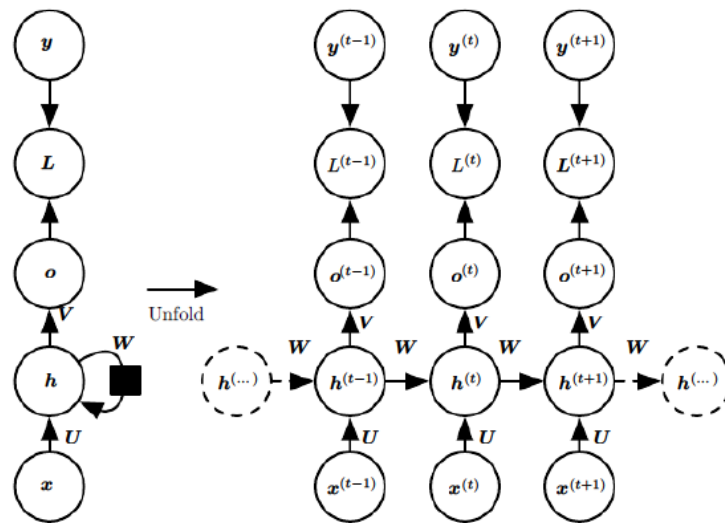 y y^(t−1) y^(t) y^(t+1)
L L^(t−1) L^(t) L^(t+1)
o o^(t−1) o^(t) o^(t+1)
Unfold
V V V V
W W W W W
h h^(...) h^(t−1) h^(t) h^(t+1) h^(...)
U U U U
x x^(t−1) x^(t) x^(t+1)